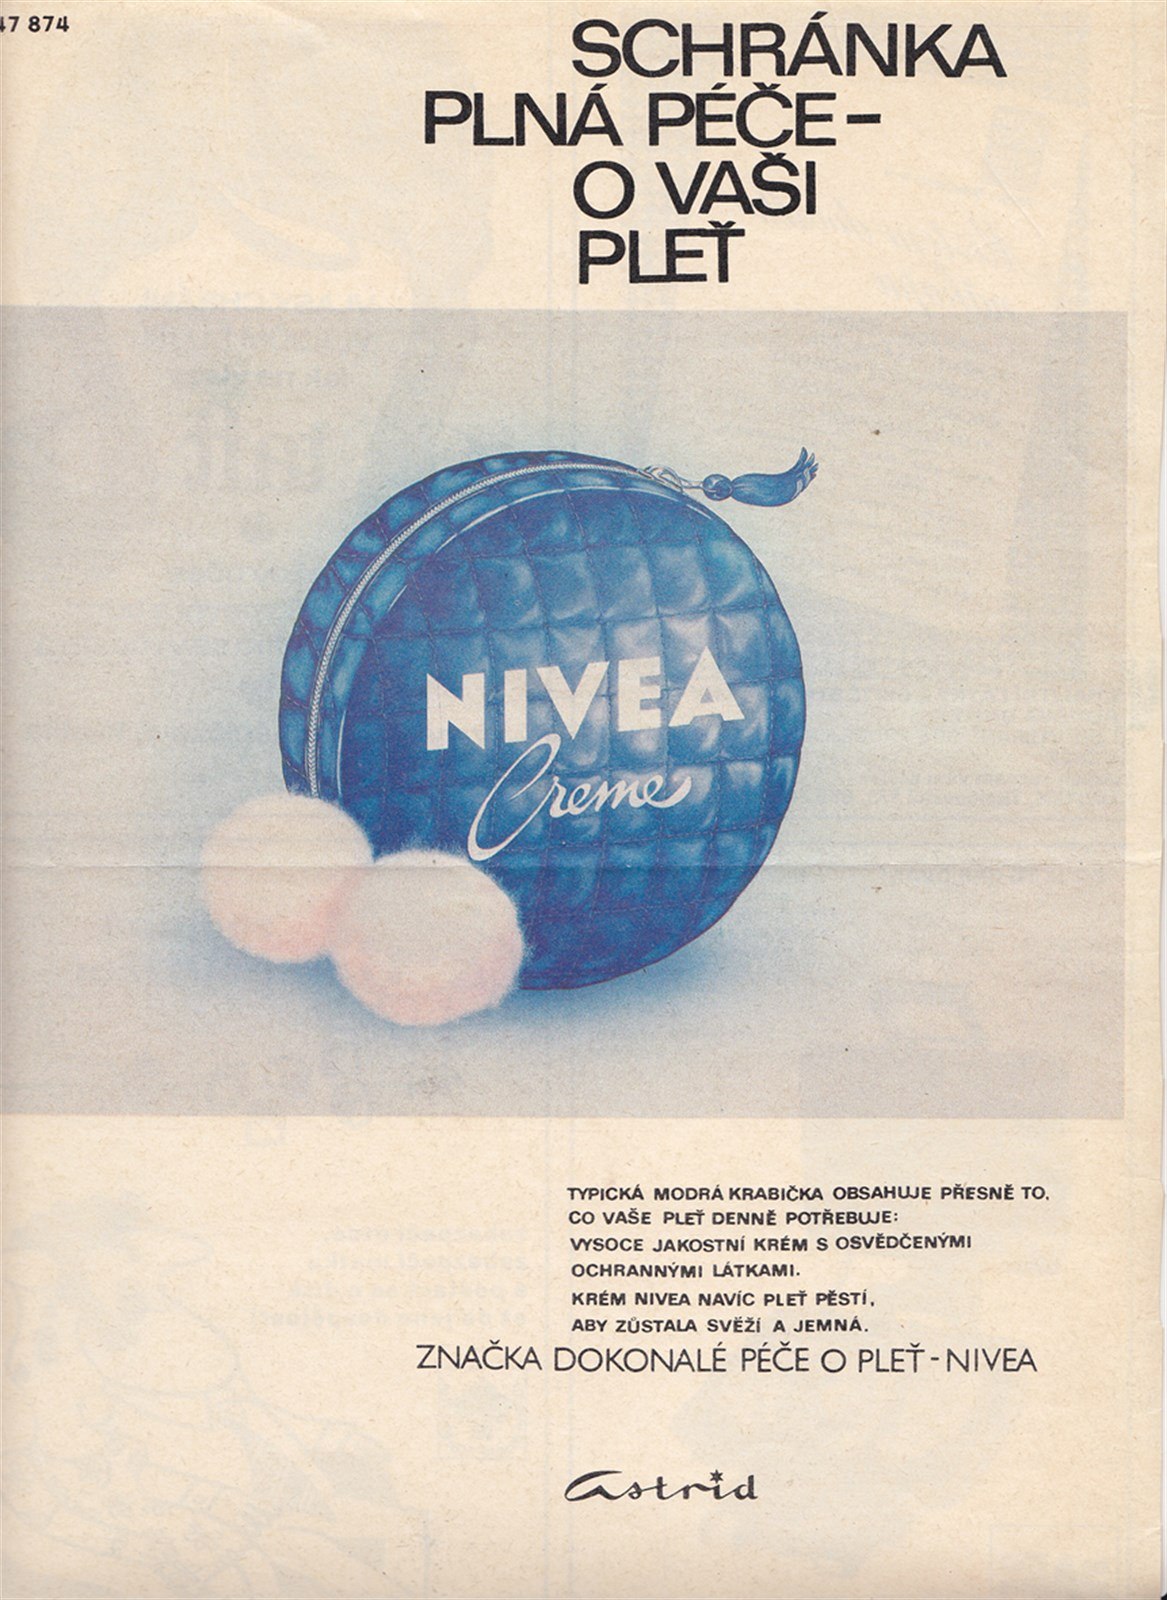 47 874
SCHRÁNKA
PLNÁ PÉČE-
O VAŠI
PLEŤ
NIVEA
Creme
TYPICKÁ MODRÁ KRABIČKA OBSAHUJE PŘESNĚ TO,
CO VAŠE PLEŤ DENNĚ POTŘEBUJE:
VYSOCE JAKOSTNÍ KRÉM S OSVĚDČENÝMI
OCHRANNÝMI LÁTKAMI.
KRÉM NIVEA NAVÍC PLEŤ PĚSTÍ,
ABY ZŮSTALA SVĚŽÍ A JEMNÁ.
ZNAČKA DOKONALÉ PÉČE O PLEŤ-NIVEA
Astrid